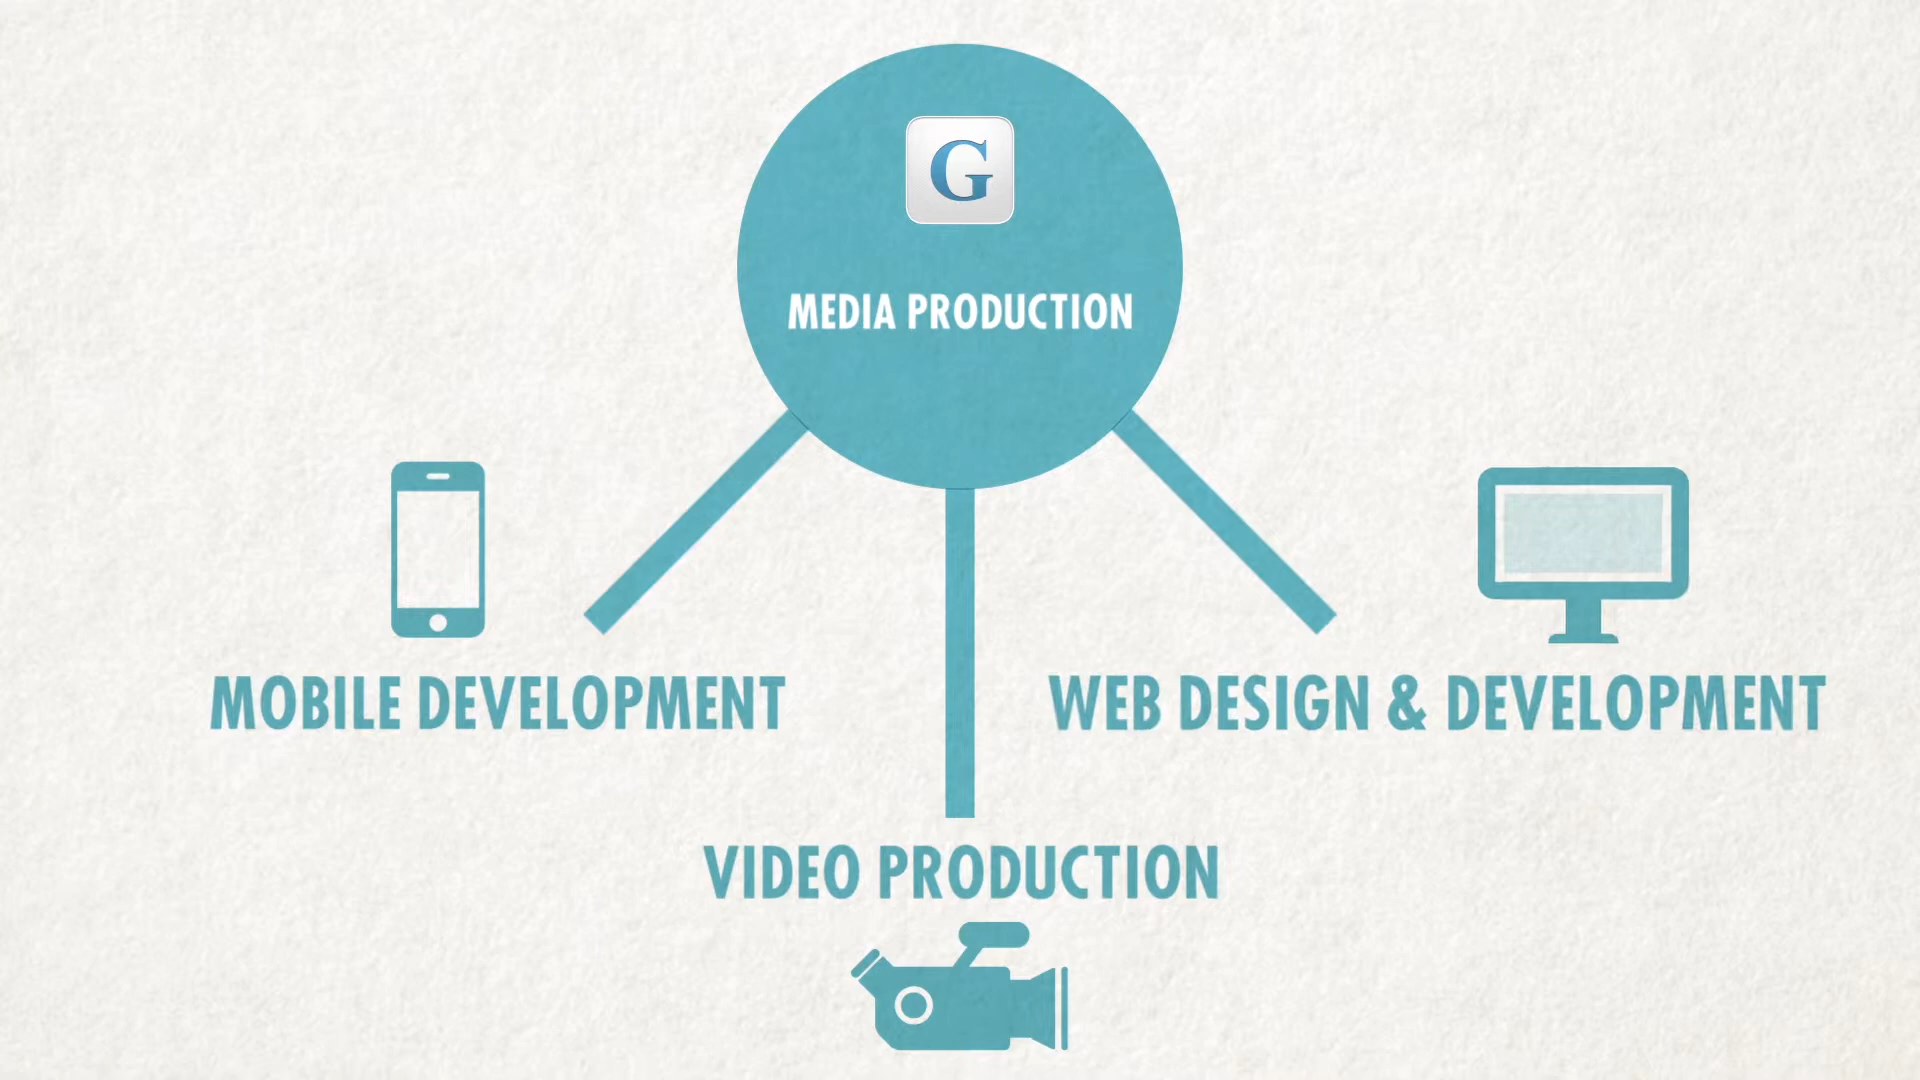 G
MEDIA PRODUCTION
MOBILE DEVELOPMENT
WEB DESIGN & DEVELOPMENT
VIDEO PRODUCTION